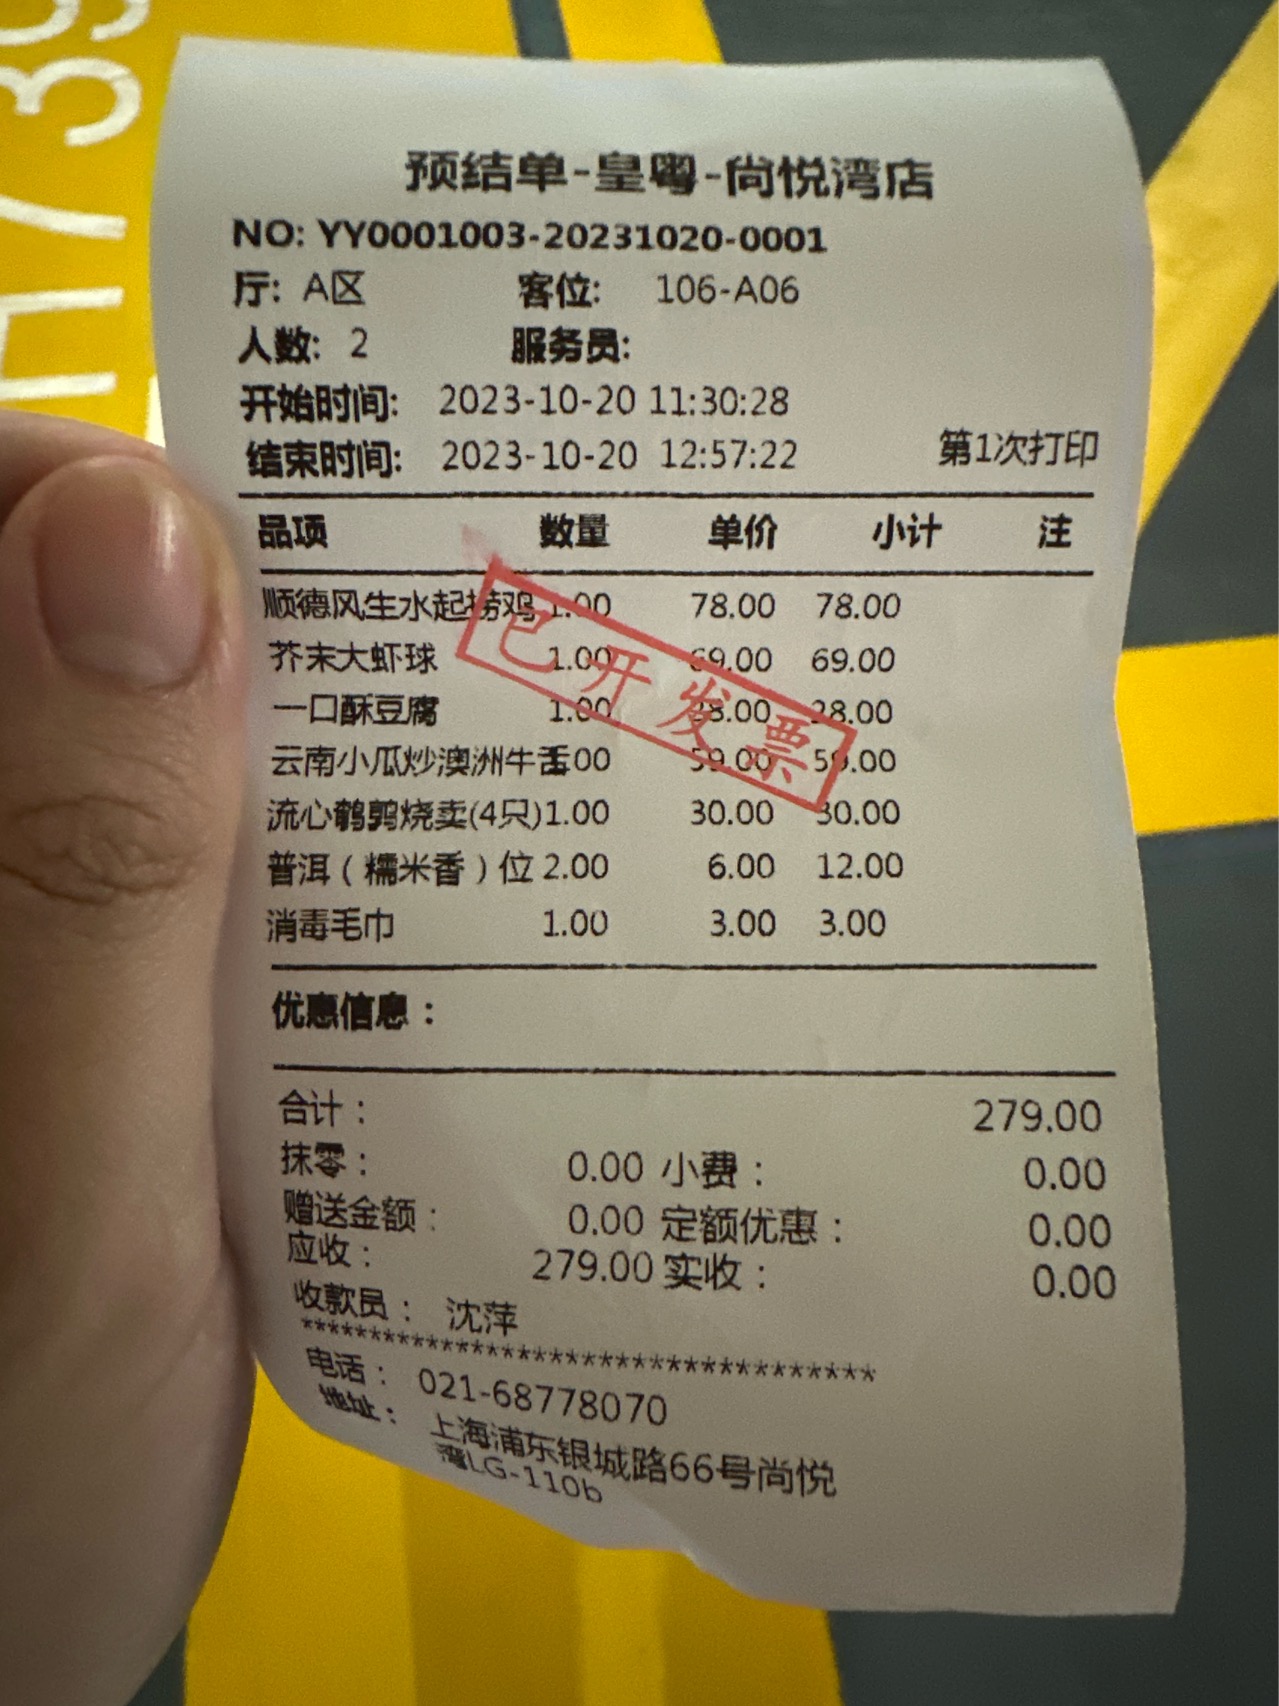 H739
预结单-皇粤-尚悦湾店
NO: YY0001003-20231020-0001
厅: A区 客位: 106-A06
人数: 2 服务员:
开始时间: 2023-10-20 11:30:28
结束时间: 2023-10-20 12:57:22 第1次打印
品项 数量 单价 小计 注
顺德风生水起捞鸡 1.00 78.00 78.00
芥末大虾球 1.00 69.00 69.00
一口酥豆腐 1.00 28.00 28.00
云南小瓜炒澳洲牛舌1.00 59.00 59.00
流心鹌鹑烧卖(4只)1.00 30.00 30.00
普洱（糯米香）位 2.00 6.00 12.00
消毒毛巾 1.00 3.00 3.00
已开发票
优惠信息：
合计： 279.00
抹零： 0.00 小费： 0.00
赠送金额： 0.00 定额优惠： 0.00
应收： 279.00 实收： 0.00
收款员： 沈萍
***********************************
电话： 021-68778070
地址： 上海浦东银城路66号尚悦
湾LG-110b